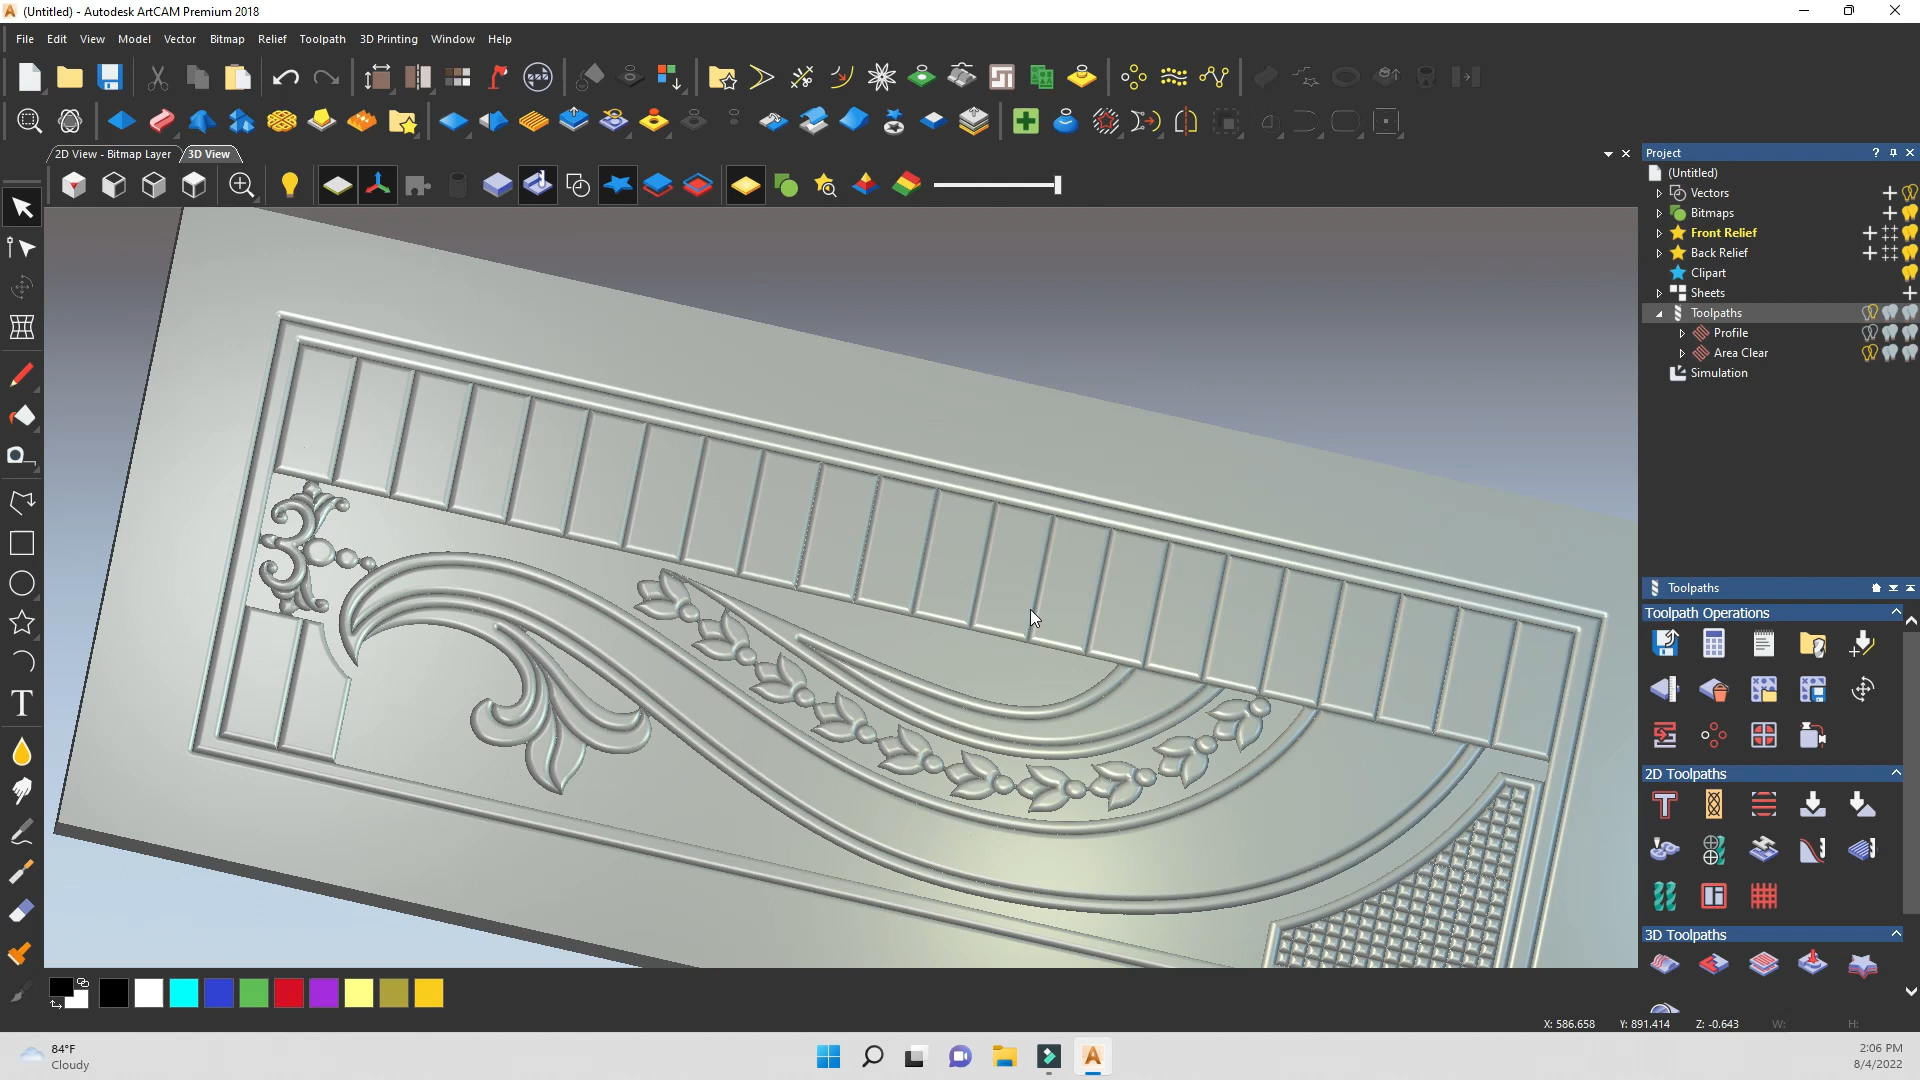 (Untitled) - Autodesk ArtCAM Premium 2018
File Edit View Model Vector Bitmap Relief Toolpath 3D Printing Window Help
2D View - Bitmap Layer 3D View
Project
(Untitled)
Vectors
Bitmaps
Front Relief
Back Relief
Clipart
Sheets
Toolpaths
Profile
Area Clear
Simulation
Toolpaths
Toolpath Operations
2D Toolpaths
3D Toolpaths
X: 586.658 Y: 891.414 Z: -0.643 W: H:
84°F
Cloudy
2:06 PM
8/4/2022